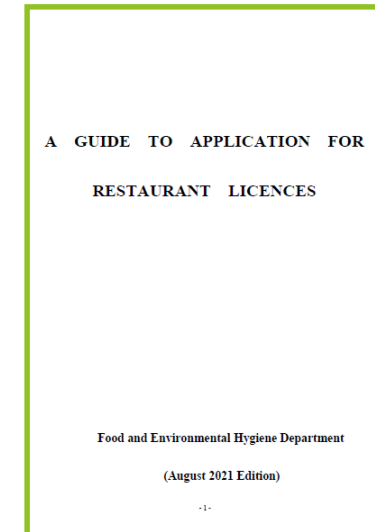 A GUIDE TO APPLICATION FOR
RESTAURANT LICENCES
Food and Environmental Hygiene Department
(August 2021 Edition)
-1-